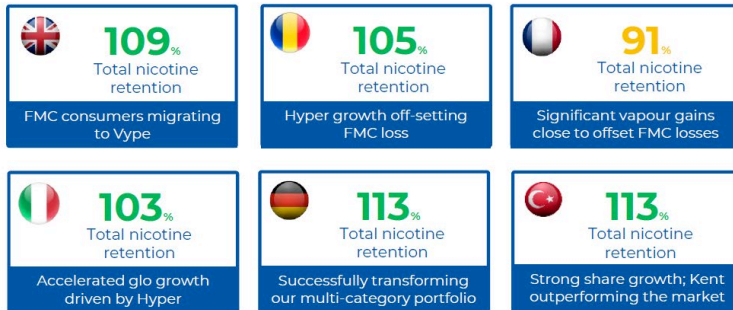 109%
Total nicotine
retention
FMC consumers migrating
to Vype
105%
Total nicotine
retention
Hyper growth off-setting
FMC loss
91%
Total nicotine
retention
Significant vapour gains
close to offset FMC losses
103%
Total nicotine
retention
Accelerated glo growth
driven by Hyper
113%
Total nicotine
retention
Successfully transforming
our multi-category portfolio
113%
Total nicotine
retention
Strong share growth; Kent
outperforming the market